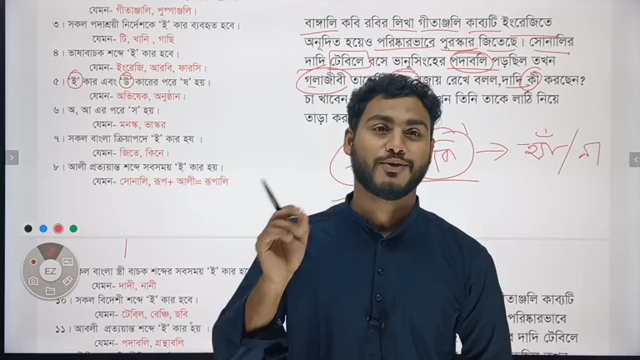 যেমন- গীতাঞ্জালি, পুষ্পাঞ্জলি।
৩। সকল পদাশ্রয়ী নির্দেশকে ‘ই’ কার ব্যবহৃত হবে।
যেমন- টি, খানি, গাছি
৪। ভাষাবাচক শব্দে ‘ই’ কার হবে।
যেমন- ইংরেজি, আরবি, ফারসি।
৫। ‘ই’ কার এবং ‘উ’ কারের পরে ‘ষ’ হয়।
যেমন- অভিষেক, অনুষ্ঠান।
৬। অ, আ এর পরে ‘স’ হয়।
যেমন- মনস্ক, ভাস্কর
৭। সকল বাংলা ক্রিয়াপদে ‘ই’ কার হয।
যেমন- জিতে, কিনে।
৮। আলী প্রত্যয়ান্ত শব্দে সবসময় ‘ই’ কার হয়।
যেমন- সোনালি, রূপ+ আলী= রূপালি
বাঙ্গালি কবি রবির লিখা গীতাঞ্জলি কাব্যটি ইংরেজিতে
অনূদিত হয়েও পরিষ্কারভাবে পুরস্কার জিতেছে। সোনালির
দাদি টেবিলে বসে ভানুসিংহের পদাবলি পড়ছিল তখন
রেখে বলল, দাদি কী করছেন?
চা খাবেন তিনি তাকে লাঠি নিয়ে
তাড়া
কি → হ্যাঁ/না
EZ
সকল বাংলা স্ত্রী বাচক শব্দের সবসময় ‘ই’ কার
যেমন- দাদী, নানী
১০। সকল বিদেশী শব্দে ‘ই’ কার হবে।
যেমন- টেবিল, বেঞ্চি, ছবি
১১। আবলী প্রত্যয়ান্ত শব্দে ‘ই’ কার হয়।
যেমন- পদাবলি, গ্রন্থাবলি
কাব্যটি
পরিষ্কারভাবে
দাদি টেবিলে